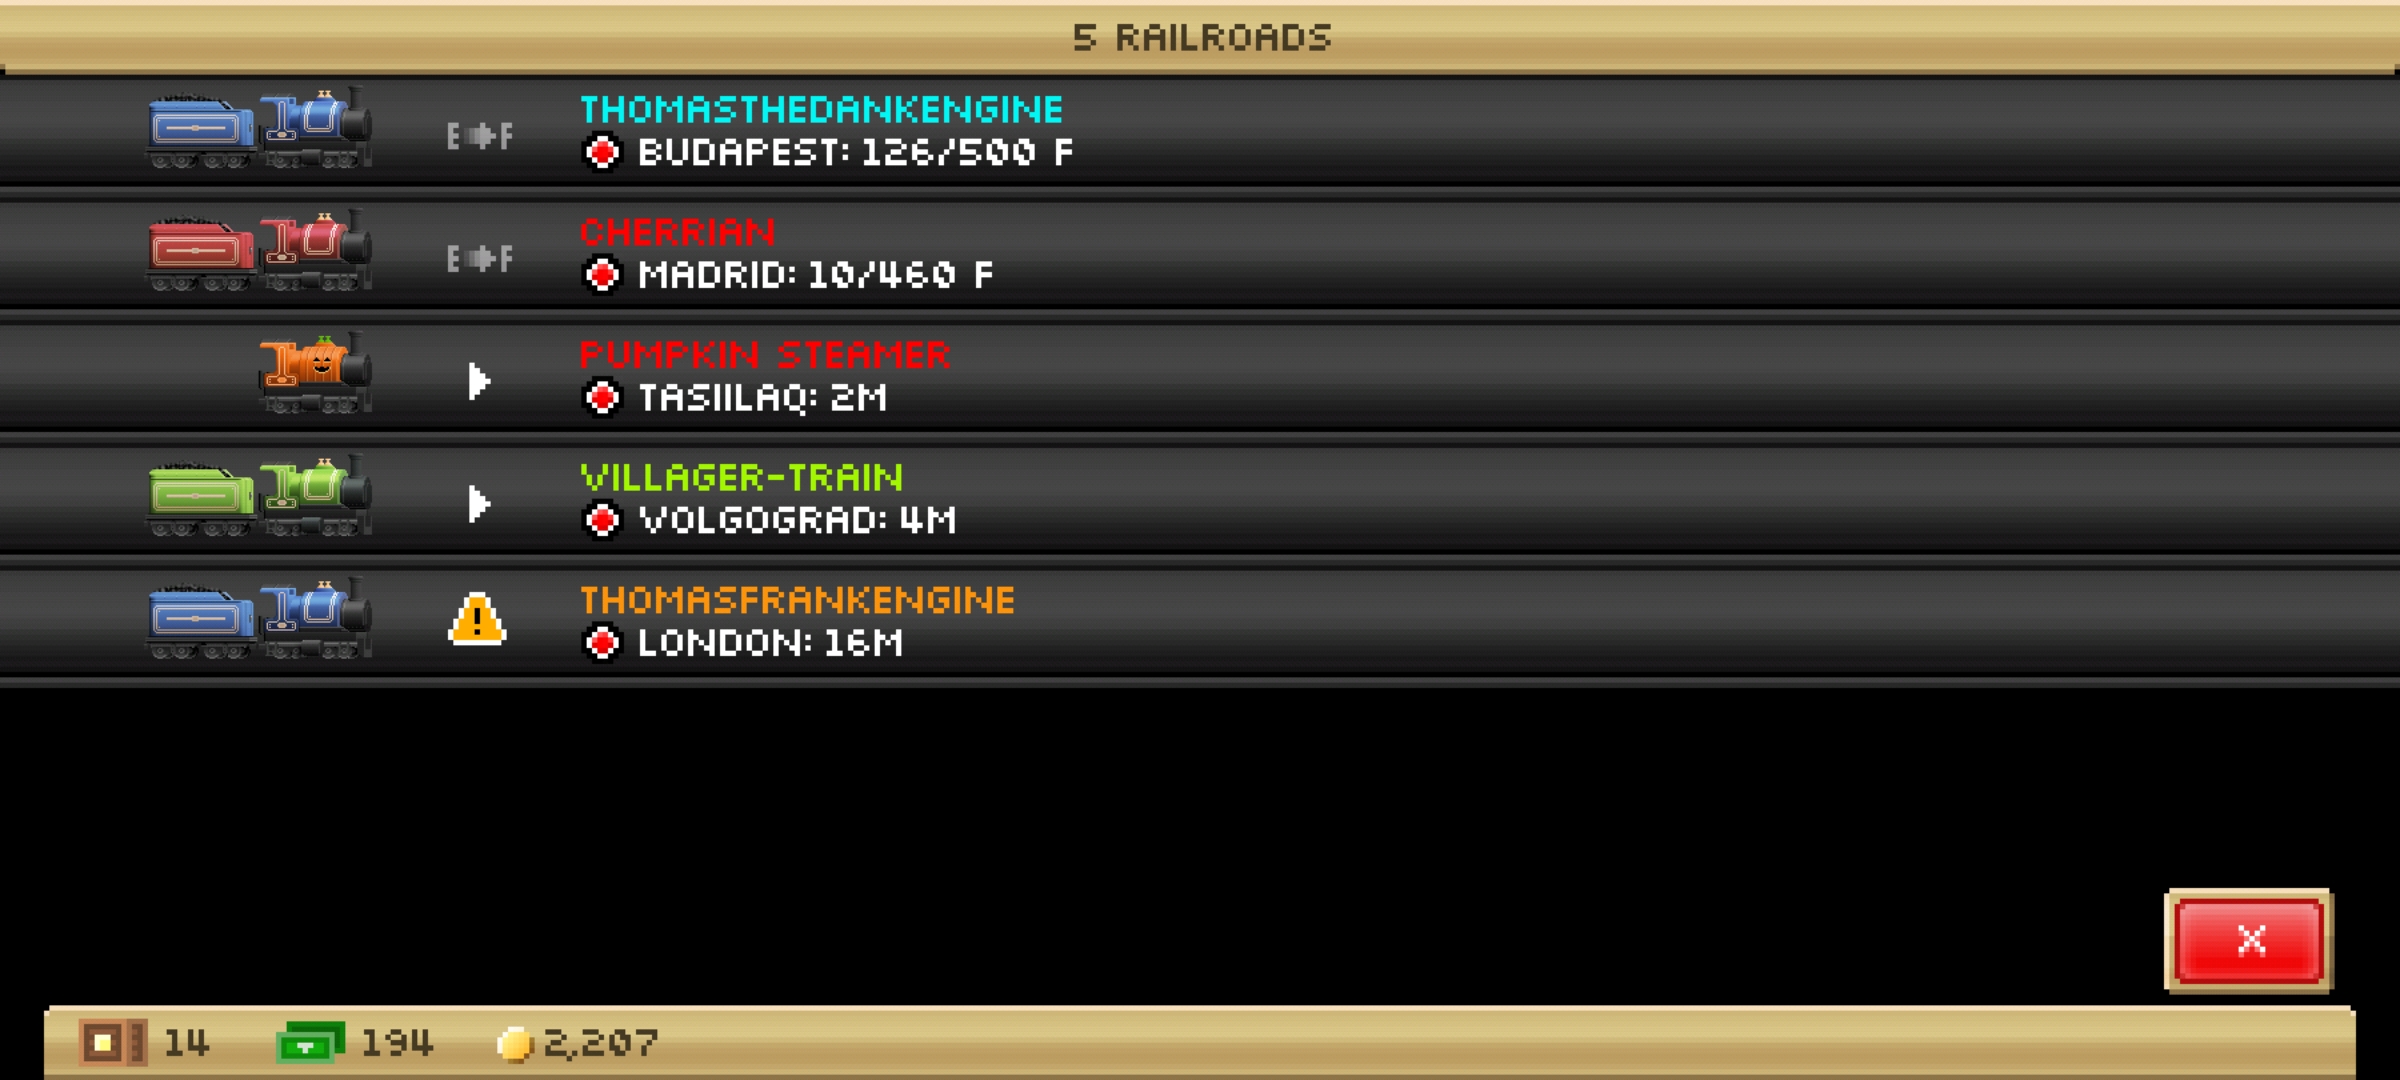 5 RAILROADS
THOMASTHEDANKENGINE
E F
BUDAPEST: 126/500 F
CHERRIAN
E F
MADRID: 10/460 F
PUMPKIN STEAMER
TASIILAQ: 2M
VILLAGER-TRAIN
VOLGOGRAD: 4M
THOMASFRANKENGINE
!
LONDON: 16M
X
14 194 2,207